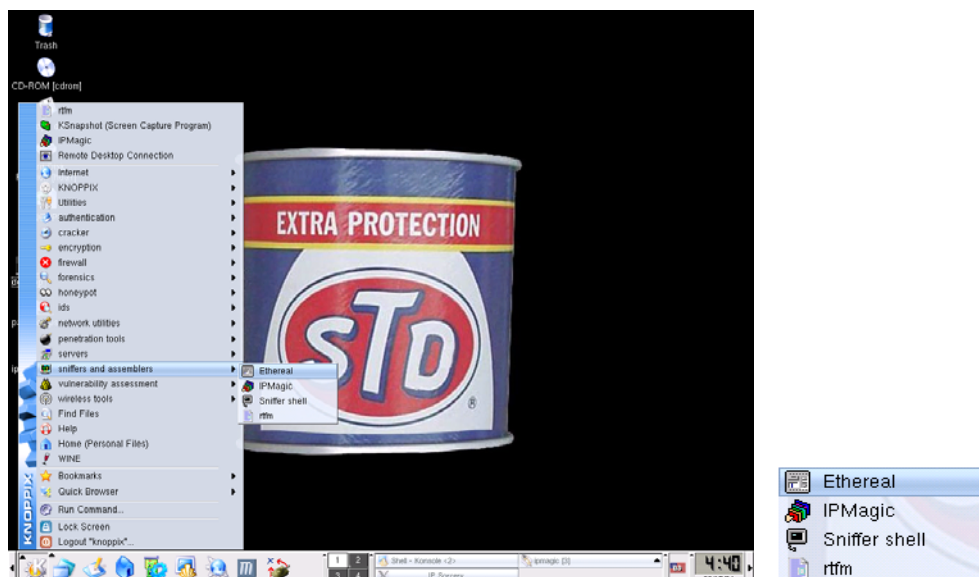 Trash
CD-ROM [cdrom]
rtfm
KSnapshot (Screen Capture Program)
IPMagic
Remote Desktop Connection
Internet
KNOPPIX
Utilities
authentication
cracker
encryption
firewall
forensics
honeypot
ids
network utilities
penetration tools
servers
sniffers and assemblers
vulnerability assessment
wireless tools
Find Files
Help
Home (Personal Files)
WINE
Bookmarks
Quick Browser
Run Command...
Lock Screen
Logout "knoppix"...
KNOPPIX
Ethereal
IPMagic
Sniffer shell
rtfm
EXTRA PROTECTION
STD
®
1 2
3 4
Shell - Konsole <2>
ipmagic [3]
4:40
Ethereal
IPMagic
Sniffer shell
rtfm